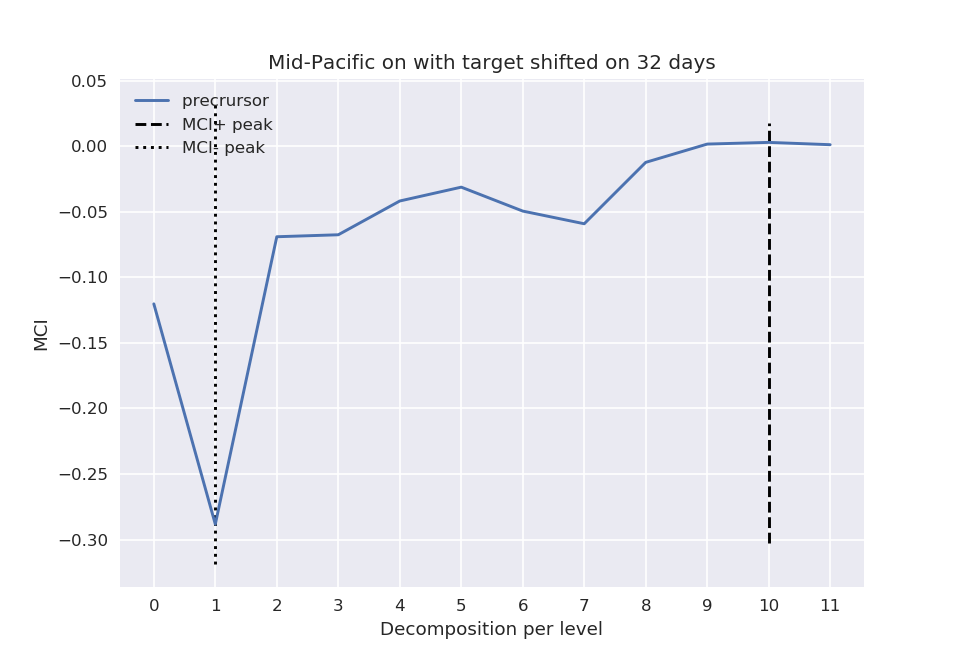 Mid-Pacific on with target shifted on 32 days
0.05
0.00
−0.05
−0.10
−0.15
−0.20
−0.25
−0.30
MCI
precrursor
MCI+ peak
MCI- peak
0 1 2 3 4 5 6 7 8 9 10 11
Decomposition per level